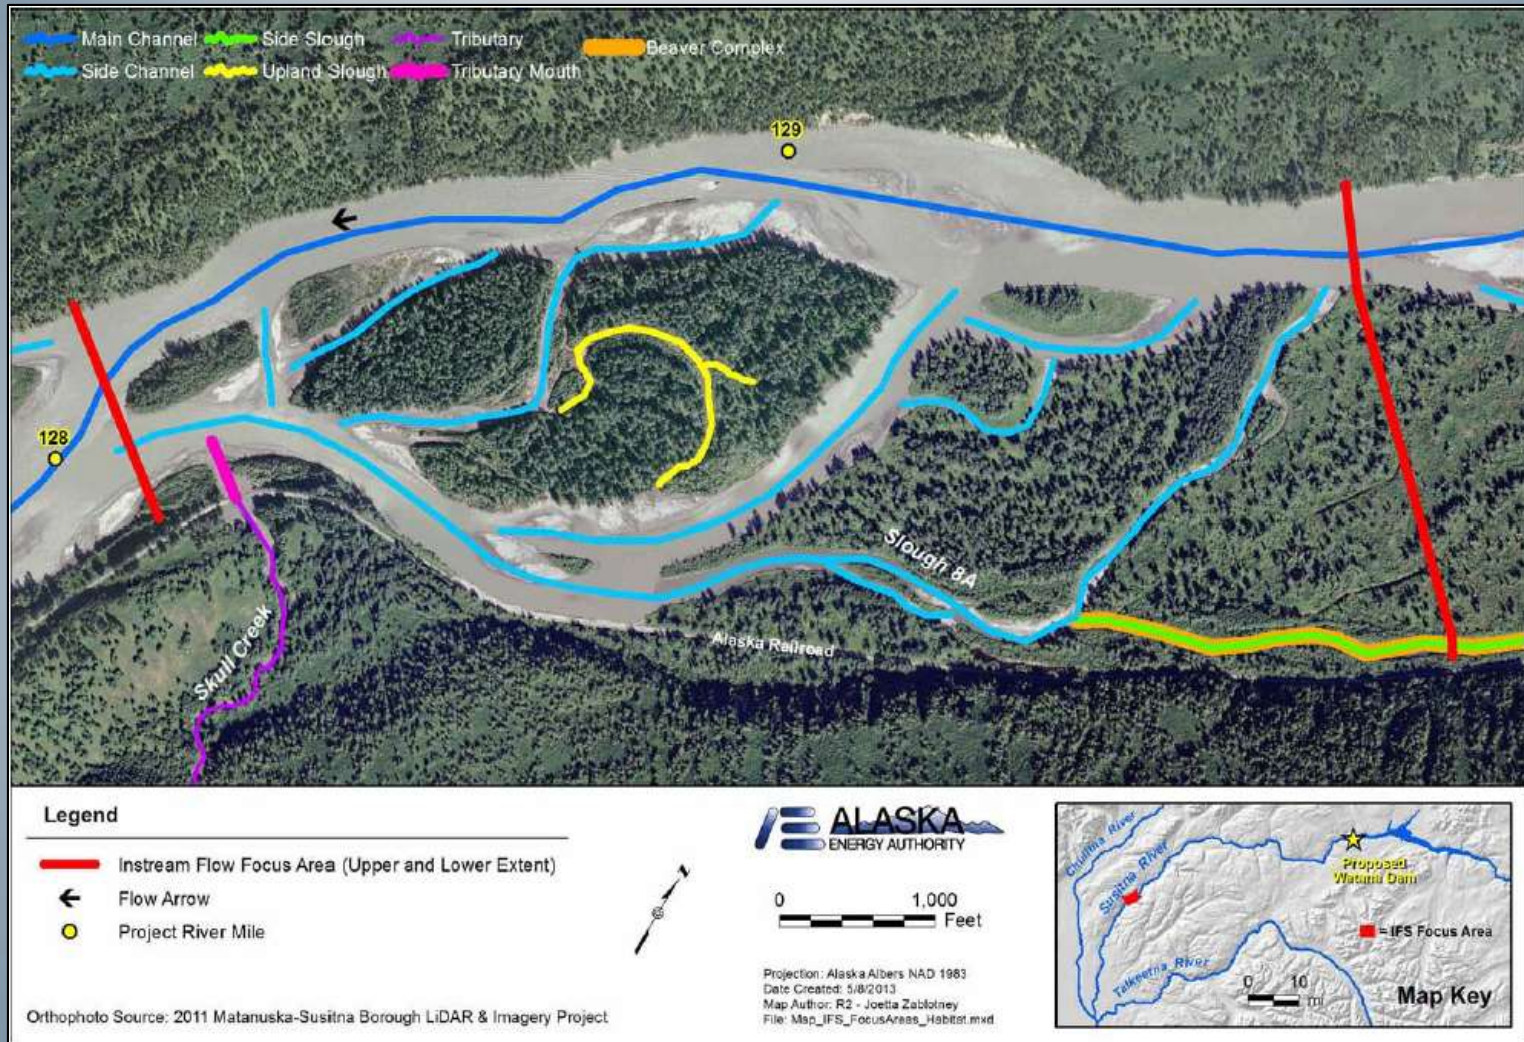 Main Channel
Side Slough
Tributary
Beaver Complex
Side Channel
Upland Slough
Tributary Mouth
129
128
Slough 8A
Alaska Railroad
Skull Creek
Legend
Instream Flow Focus Area (Upper and Lower Extent)
Flow Arrow
Project River Mile
Orthophoto Source: 2011 Matanuska-Susitna Borough LiDAR & Imagery Project
N
ALASKA
ENERGY AUTHORITY
0 1,000
Feet
Projection: Alaska Albers NAD 1983
Date Created: 5/8/2013
Map Author: R2 - Joetta Zablotney
File: Map_IFS_FocusAreas_Habitat.mxd
Chulitna River
Susitna River
Proposed
Watana Dam
= IFS Focus Area
Talkeetna River
0 10
mi
Map Key